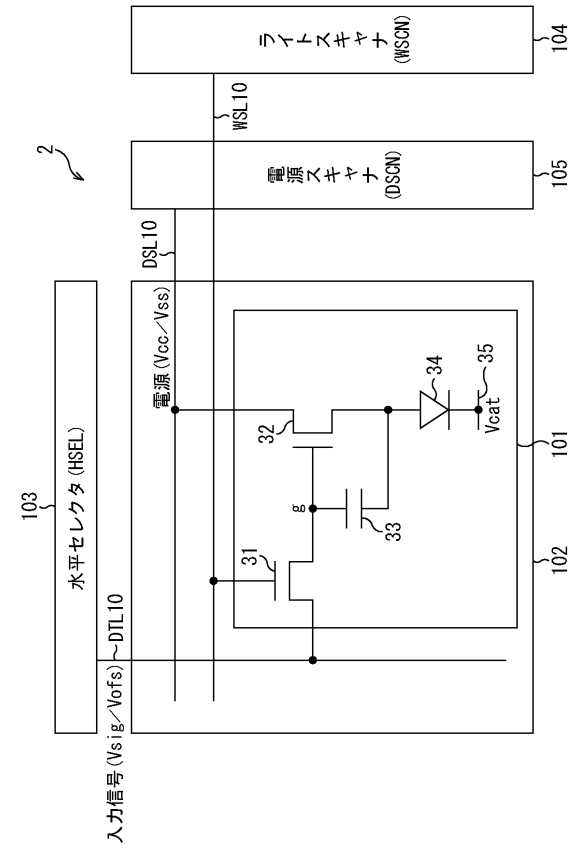 2
103
水平セレクタ(HSEL)
入力信号(Vsig／Vofs)
DTL10
電源(Vcc／Vss)
DSL10
WSL10
電源スキャナ
(DSCN)
105
ライトスキャナ
(WSCN)
104
31
g
32
33
34
35
Vcat
101
102